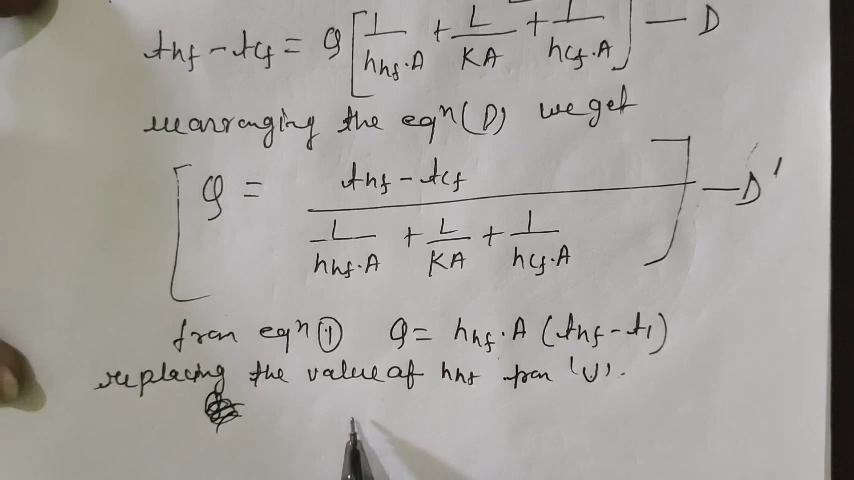 thf - tcf = Q [ 1/hhf·A + L/KA + 1/hcf·A ] — D
rearranging the eqn (D) we get
[ Q = thf - tcf / 1/hhf·A + L/KA + 1/hcf·A ] — D'
from eqn ① Q = hhf·A (thf - t1)
replacing the value of hhf from 'U'.